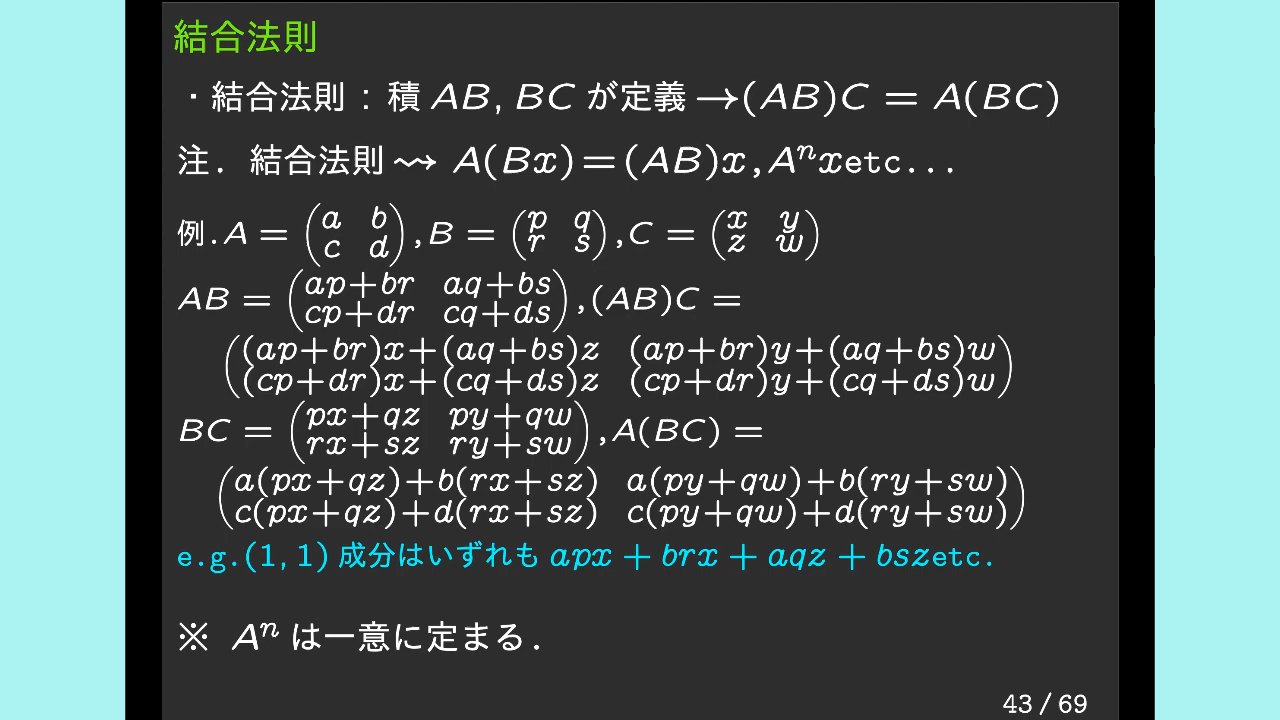 結合法則
・結合法則：積 AB, BC が定義 →(AB)C = A(BC)
注．結合法則 ⇝ A(Bx)=(AB)x,Aⁿxetc...
例.A = (a b
c d),B = (p q
r s),C = (x y
z w)
AB = (ap+br aq+bs
cp+dr cq+ds),(AB)C =
((ap+br)x+(aq+bs)z (ap+br)y+(aq+bs)w
(cp+dr)x+(cq+ds)z (cp+dr)y+(cq+ds)w)
BC = (px+qz py+qw
rx+sz ry+sw),A(BC) =
(a(px+qz)+b(rx+sz) a(py+qw)+b(ry+sw)
c(px+qz)+d(rx+sz) c(py+qw)+d(ry+sw))
e.g.(1,1) 成分はいずれも apx + brx + aqz + bszetc.
※ Aⁿ は一意に定まる．
43 / 69